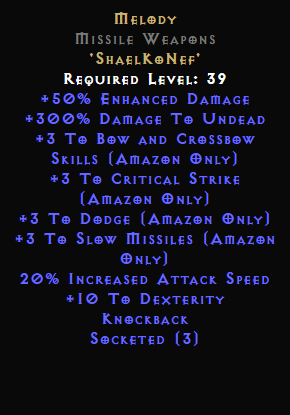 Melody
Missile Weapons
'ShaelKoNef'
Required Level: 39
+50% Enhanced Damage
+300% Damage To Undead
+3 To Bow and Crossbow
Skills (Amazon Only)
+3 To Critical Strike
(Amazon Only)
+3 To Dodge (Amazon Only)
+3 To Slow Missiles (Amazon
Only)
20% Increased Attack Speed
+10 To Dexterity
Knockback
Socketed (3)